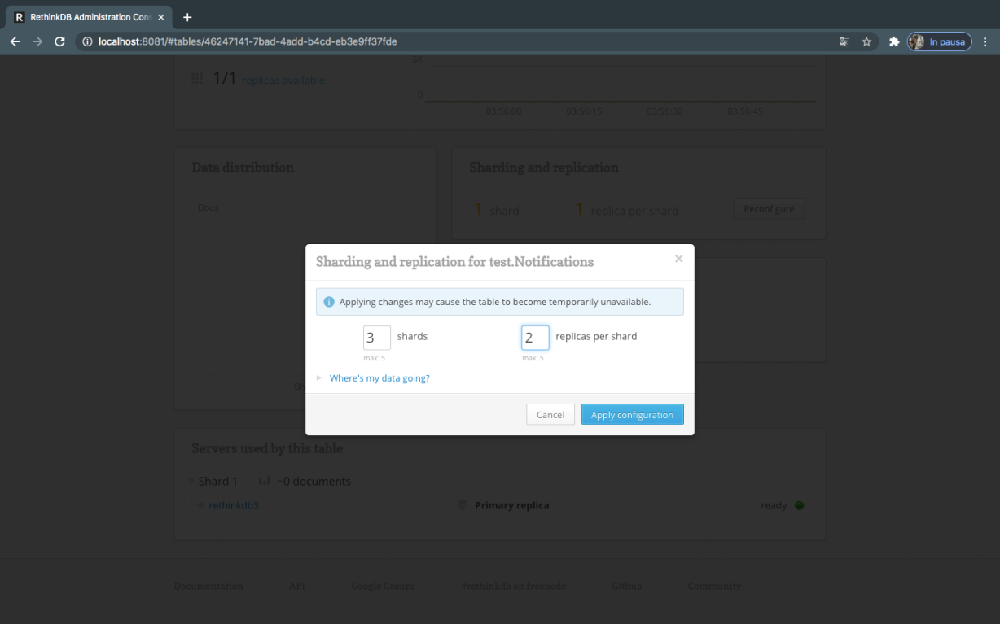 R RethinkDB Administration Cons
localhost:8081/#tables/46247141-7bad-4add-b4cd-eb3e9ff37fde
In pausa
5K
1/1 replicas available
0
03:56:00 03:56:15 03:56:30 03:56:45
Data distribution
Docs
Sharding and replication
1 shard 1 replica per shard Reconfigure
Sharding and replication for test.Notifications
Applying changes may cause the table to become temporarily unavailable.
3 shards 2 replicas per shard
max: 5 max: 5
Where's my data going?
Cancel Apply configuration
Servers used by this table
Shard 1 ~0 documents
rethinkdb3 Primary replica ready
Documentation API Google Groups #rethinkdb on freenode Github Community